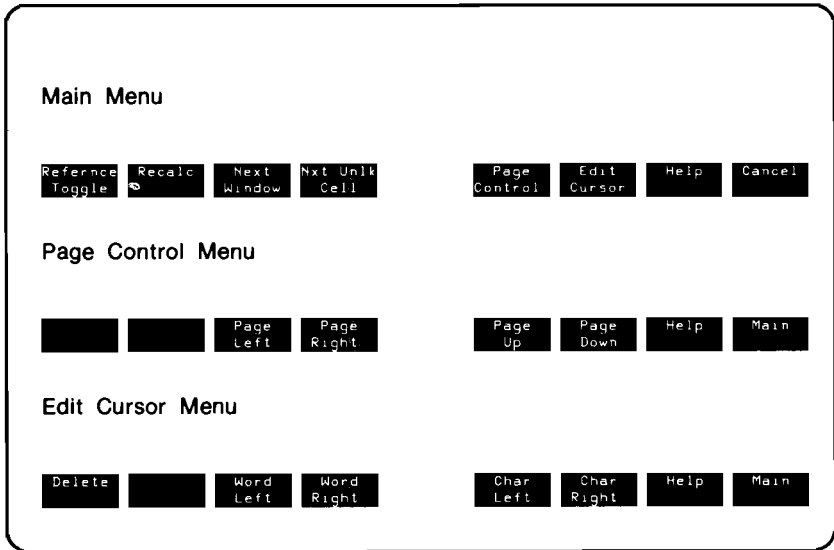 Main Menu
Refernce Recalc Next Nxt Unlk Page Edit Help Cancel
Toggle Window Cell Control Cursor
Page Control Menu
Page Page Page Page Help Main
Left Right Up Down
Edit Cursor Menu
Delete Word Word Char Char Help Main
Left Right Left Right